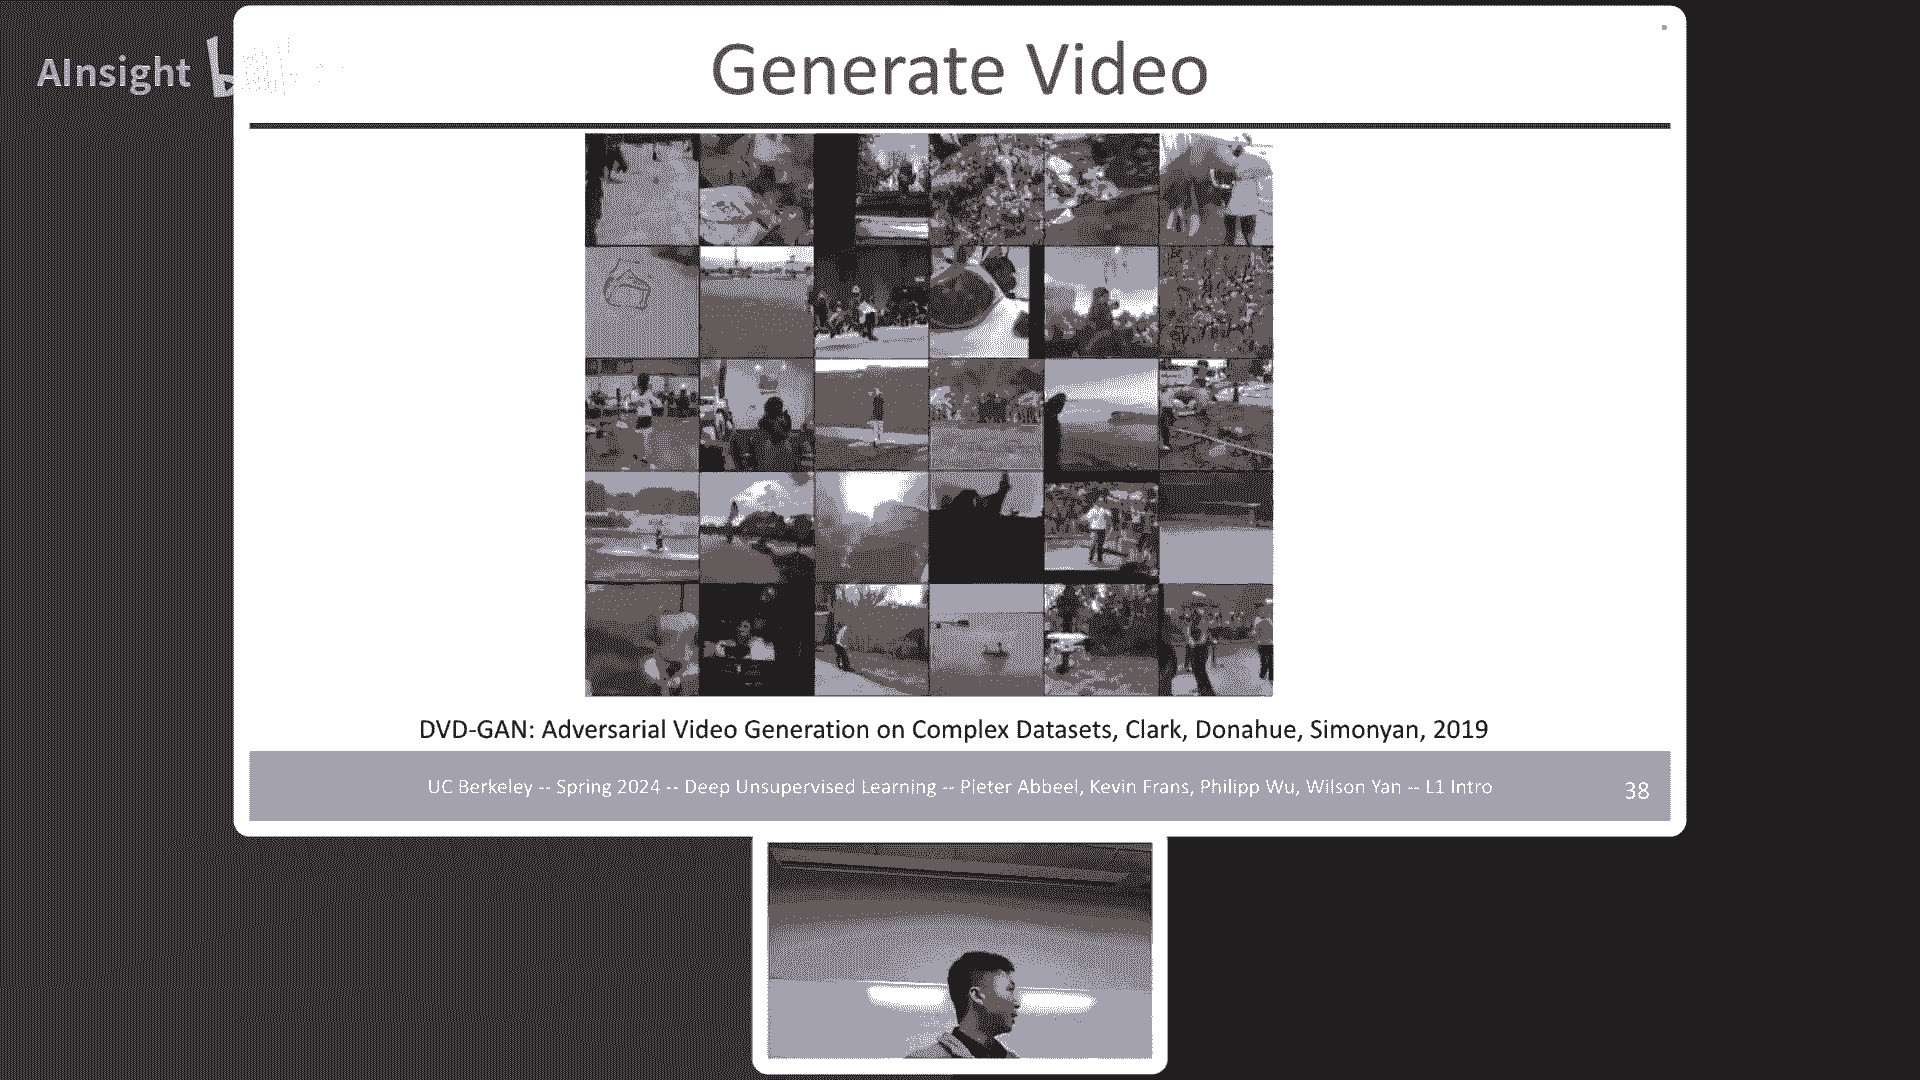 AInsight
Generate Video
DVD-GAN: Adversarial Video Generation on Complex Datasets, Clark, Donahue, Simonyan, 2019
UC Berkeley -- Spring 2024 -- Deep Unsupervised Learning -- Pieter Abbeel, Kevin Frans, Philipp Wu, Wilson Yan -- L1 Intro
38